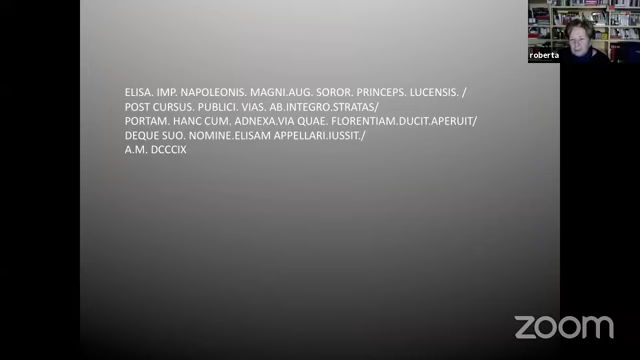 roberta
ELISA. IMP. NAPOLEONIS. MAGNI.AUG. SOROR. PRINCEPS. LUCENSIS. /
POST CURSUS. PUBLICI. VIAS. AB.INTEGRO.STRATAS/
PORTAM. HANC CUM. ADNEXA.VIA QUAE. FLORENTIAM.DUCIT.APERUIT/
DEQUE SUO. NOMINE.ELISAM APPELLARI.IUSSIT./
A.M. DCCCIX
zoom